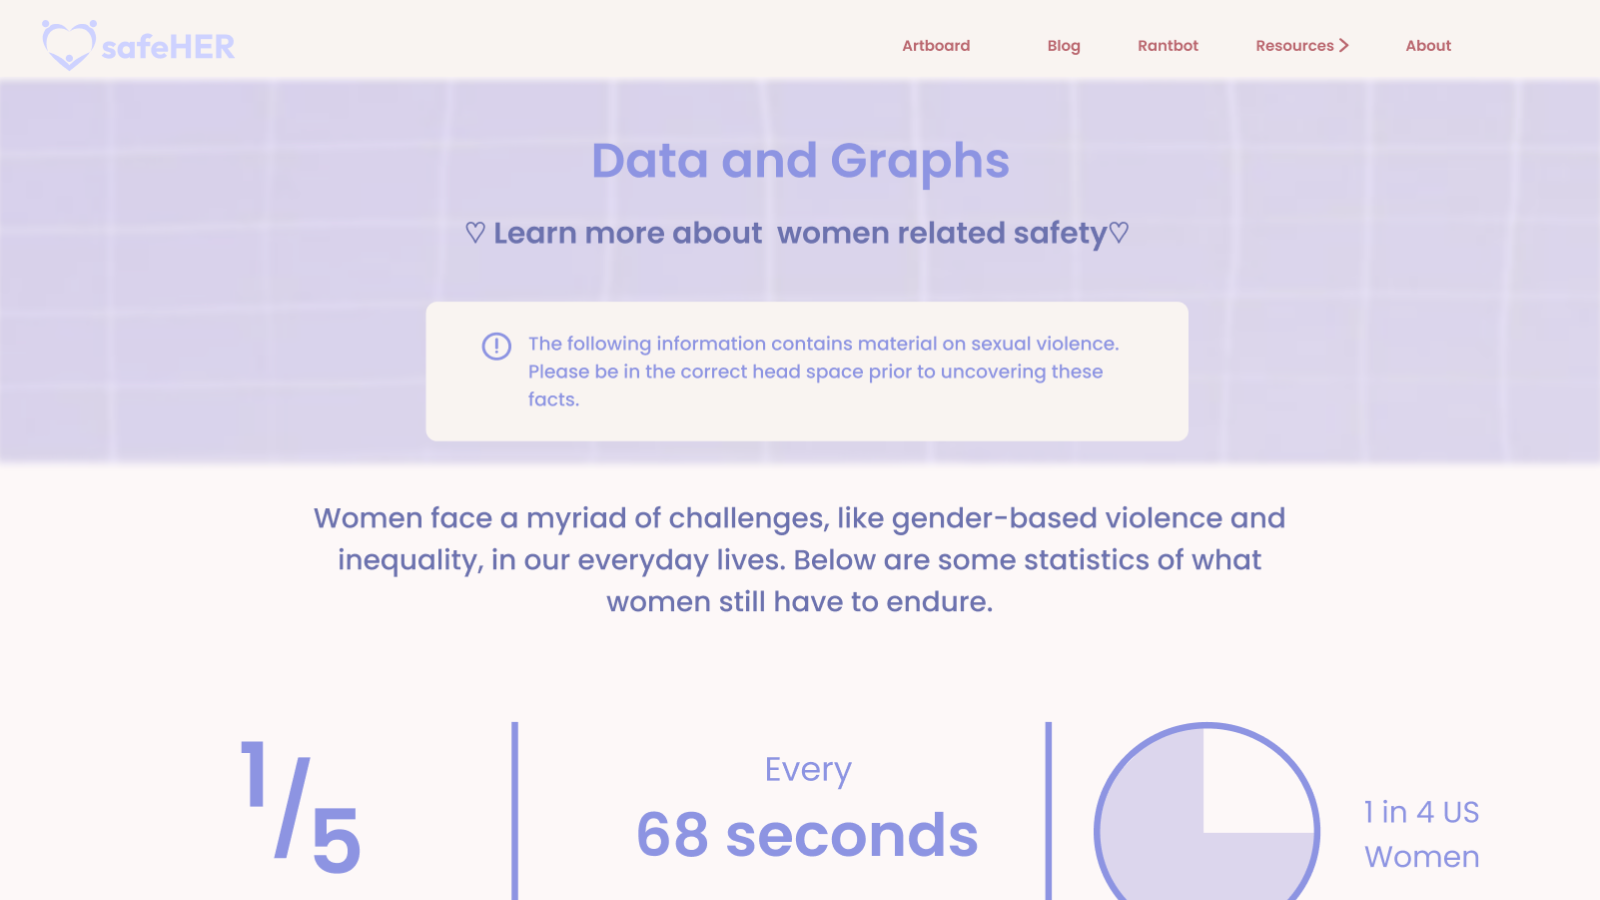 safeHER
Artboard
Blog
Rantbot
Resources
About
Data and Graphs
♡ Learn more about  women related safety♡
The following information contains material on sexual violence.
Please be in the correct head space prior to uncovering these
facts.
Women face a myriad of challenges, like gender-based violence and
inequality, in our everyday lives. Below are some statistics of what
women still have to endure.
1/5
Every
68 seconds
1 in 4 US
Women